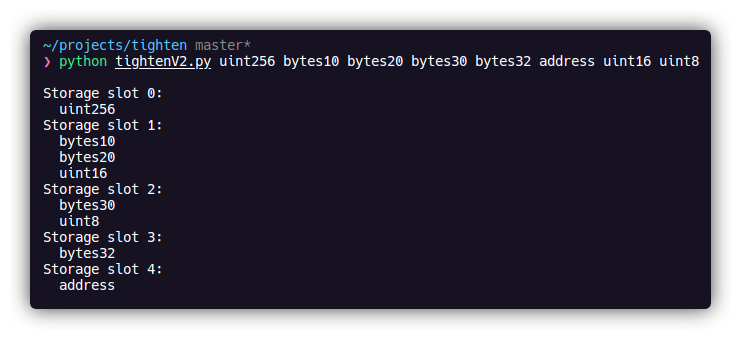 ~/projects/tighten master*
❯ python tightenV2.py uint256 bytes10 bytes20 bytes30 bytes32 address uint16 uint8
Storage slot 0:
uint256
Storage slot 1:
bytes10
bytes20
uint16
Storage slot 2:
bytes30
uint8
Storage slot 3:
bytes32
Storage slot 4:
address